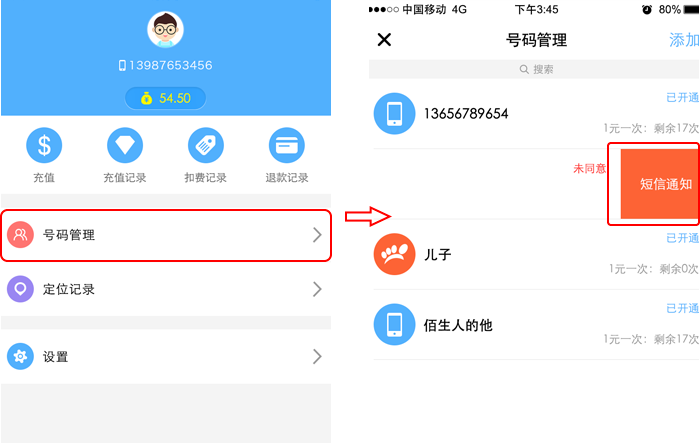 13987653456
54.50
充值
充值记录
扣费记录
退款记录
号码管理
定位记录
设置
中国移动 4G
下午3:45
80%
号码管理
添加
搜索
已开通
13656789654
1元一次: 剩余17次
未同意
短信通知
已开通
儿子
1元一次: 剩余0次
已开通
佰生人的他
1元一次: 剩余17次